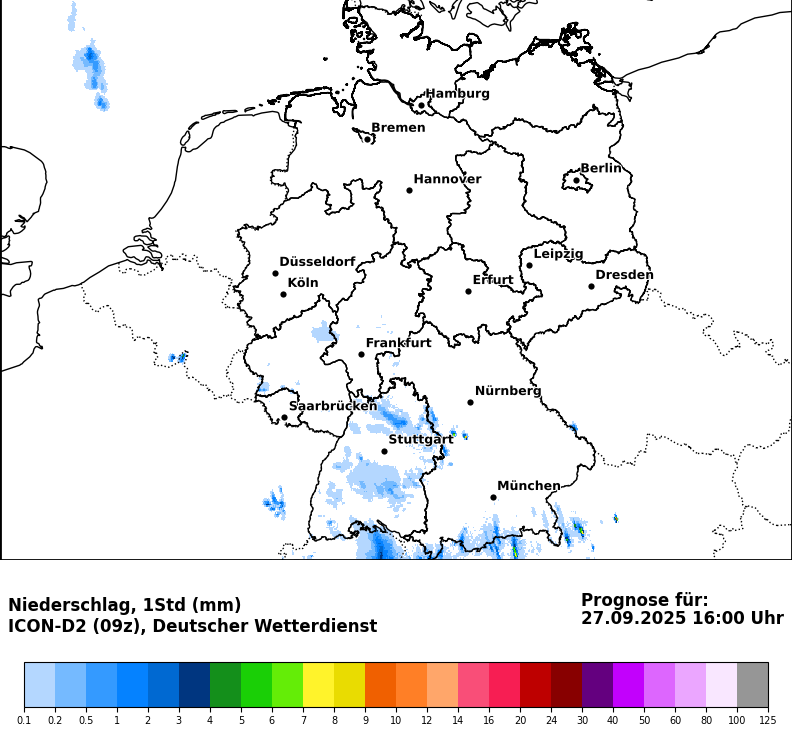 Hamburg
Bremen
Berlin
Hannover
Leipzig
Düsseldorf
Dresden
Köln
Erfurt
Frankfurt
Nürnberg
Saarbrücken
Stuttgart
München
Niederschlag, 1Std (mm)
ICON-D2 (09z), Deutscher Wetterdienst
Prognose für:
27.09.2025 16:00 Uhr
0.1 0.2 0.5 1 2 3 4 5 6 7 8 9 10 12 14 16 20 24 30 40 50 60 80 100 125